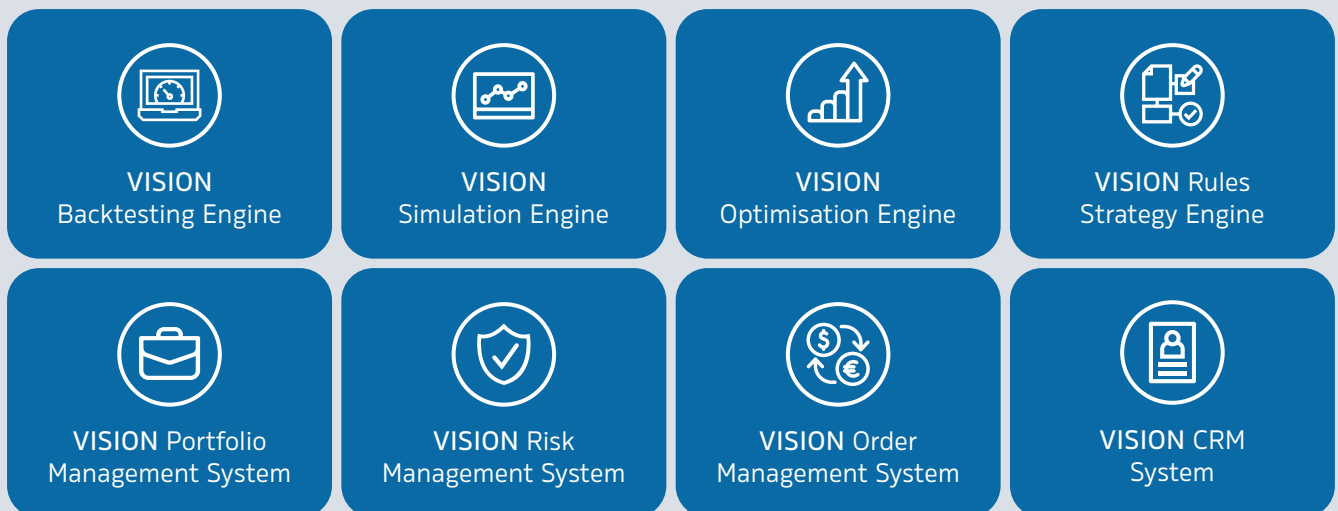 VISION
Backtesting Engine
VISION
Simulation Engine
VISION
Optimisation Engine
VISION Rules
Strategy Engine
VISION Portfolio
Management System
VISION Risk
Management System
$
€
VISION Order
Management System
VISION CRM
System